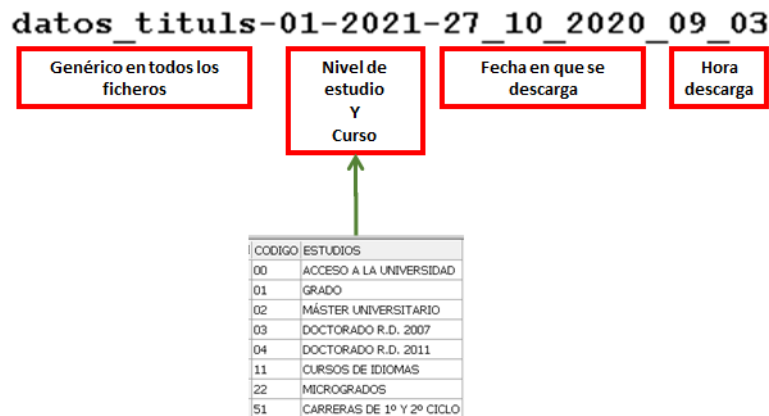 datos_tituls-01-2021-27_10_2020_09_03
Genérico en todos los
ficheros
Nivel de
estudio
Y
Curso
Fecha en que se
descarga
Hora
descarga
CODIGO ESTUDIOS
00 ACCESO A LA UNIVERSIDAD
01 GRADO
02 MÁSTER UNIVERSITARIO
03 DOCTORADO R.D. 2007
04 DOCTORADO R.D. 2011
11 CURSOS DE IDIOMAS
22 MICROGRADOS
51 CARRERAS DE 1º Y 2º CICLO